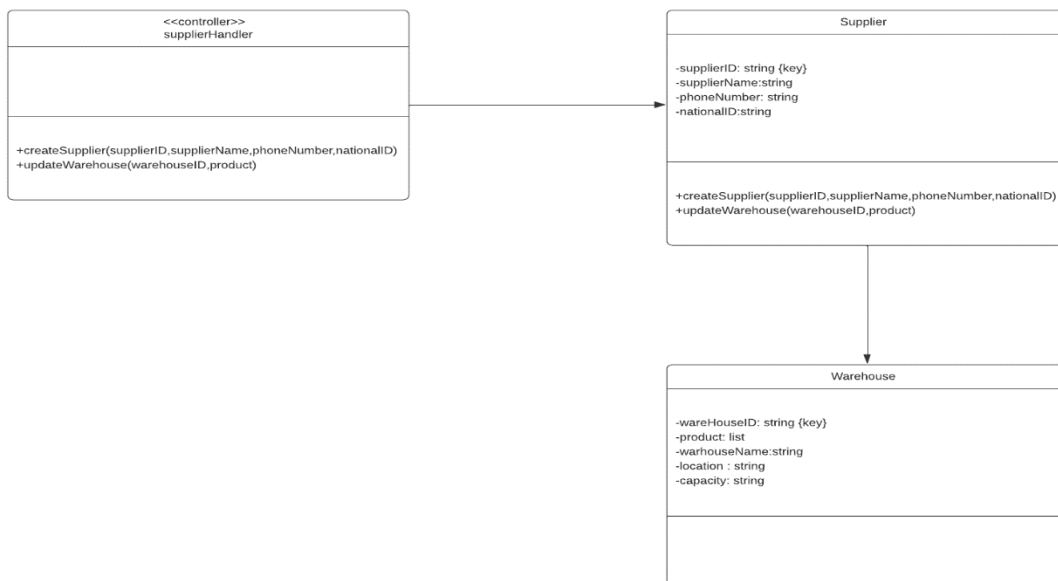 <<controller>>
supplierHandler
+createSupplier(supplierID,supplierName,phoneNumber,nationalID)
+updateWarehouse(warehouseID,product)
Supplier
-supplierID: string {key}
-supplierName:string
-phoneNumber: string
-nationalID:string
+createSupplier(supplierID,supplierName,phoneNumber,nationalID)
+updateWarehouse(warehouseID,product)
Warehouse
-wareHouseID: string {key}
-product: list
-warhouseName:string
-location : string
-capacity: string